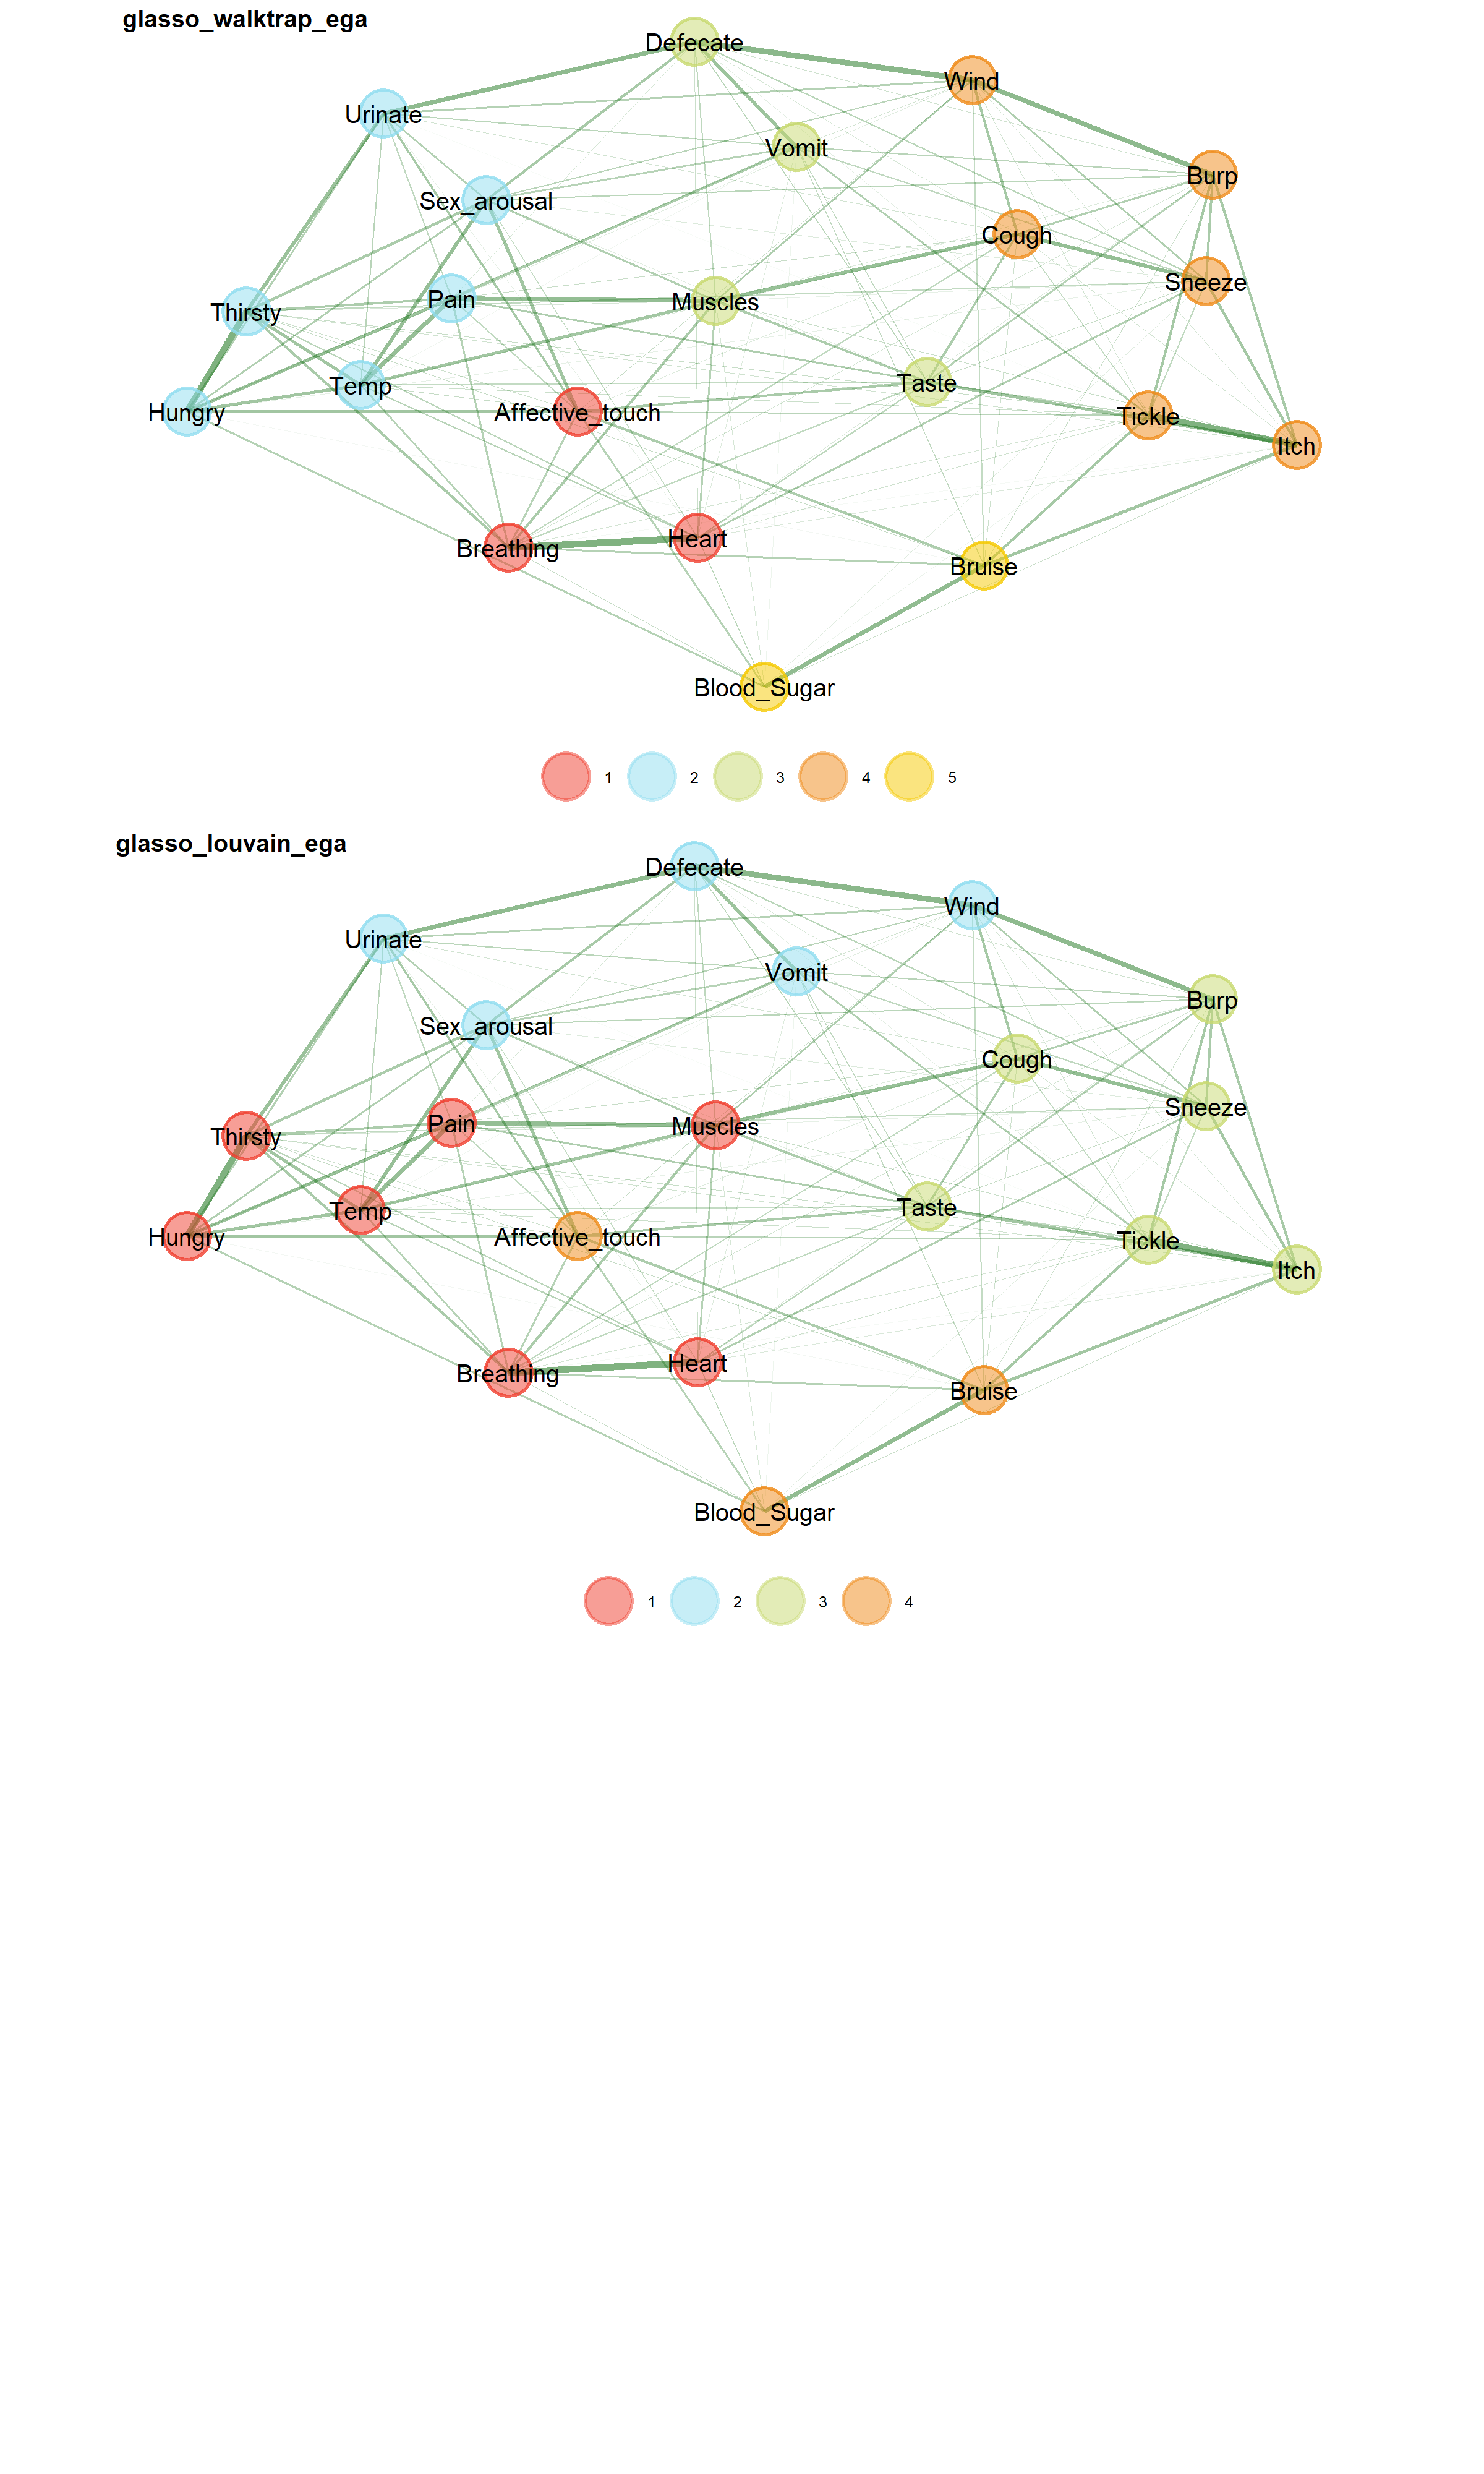 glasso_walktrap_ega
Defecate
Wind
Urinate
Vomit
Burp
Sex_arousal
Cough
Sneeze
Thirsty
Pain
Muscles
Temp
Taste
Hungry
Affective_touch
Tickle
Itch
Breathing
Heart
Bruise
Blood_Sugar
1 2 3 4 5
glasso_louvain_ega
Defecate
Wind
Urinate
Vomit
Burp
Sex_arousal
Cough
Sneeze
Thirsty
Pain
Muscles
Temp
Taste
Hungry
Affective_touch
Tickle
Itch
Breathing
Heart
Bruise
Blood_Sugar
1 2 3 4